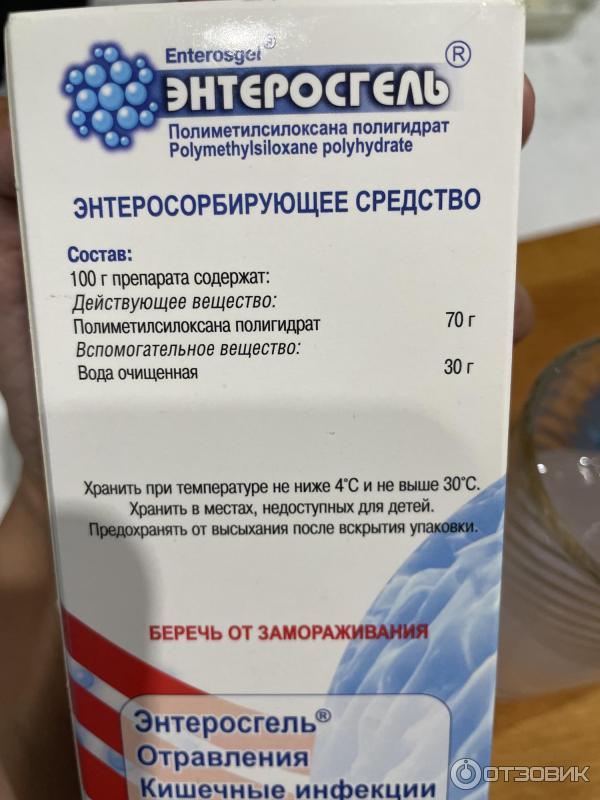 Enterosgel®
ЭНТЕРОСГЕЛЬ ®
Полиметилсилоксана полигидрат
Polymethylsiloxane polyhydrate
ЭНТЕРОСОРБИРУЮЩЕЕ СРЕДСТВО
Состав:
100 г препарата содержат:
Действующее вещество:
Полиметилсилоксана полигидрат 70 г
Вспомогательное вещество:
Вода очищенная 30 г
Хранить при температуре не ниже 4°С и не выше 30°С.
Хранить в местах, недоступных для детей.
Предохранять от высыхания после вскрытия упаковки.
БЕРЕЧЬ ОТ ЗАМОРАЖИВАНИЯ
Энтеросгель®
Отравления
Кишечные инфекции
ОТЗОВИК